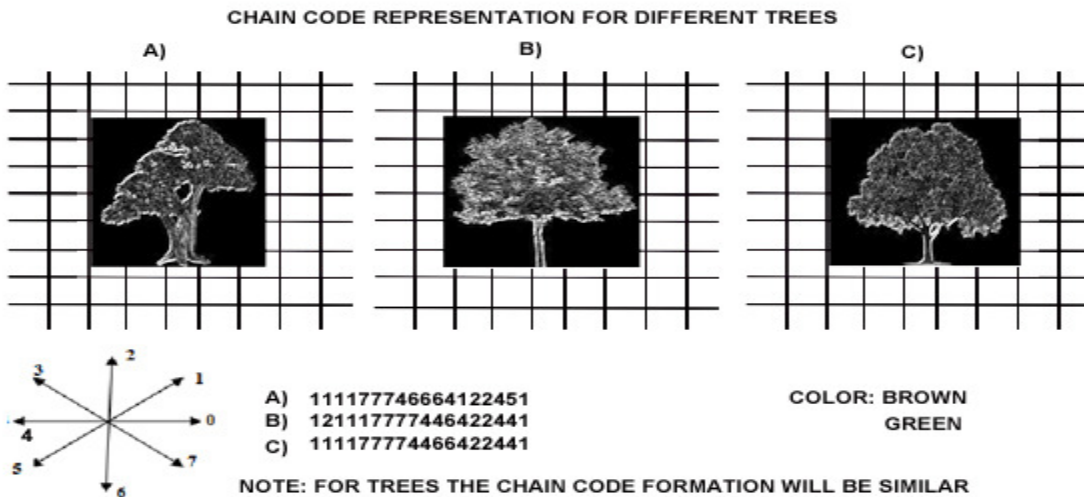 CHAIN CODE REPRESENTATION FOR DIFFERENT TREES
A) B) C)
2
3 1
4 0
5 7
6
A) 111177746664122451
B) 121117777446422441
C) 111177774466422441
COLOR: BROWN
GREEN
NOTE: FOR TREES THE CHAIN CODE FORMATION WILL BE SIMILAR